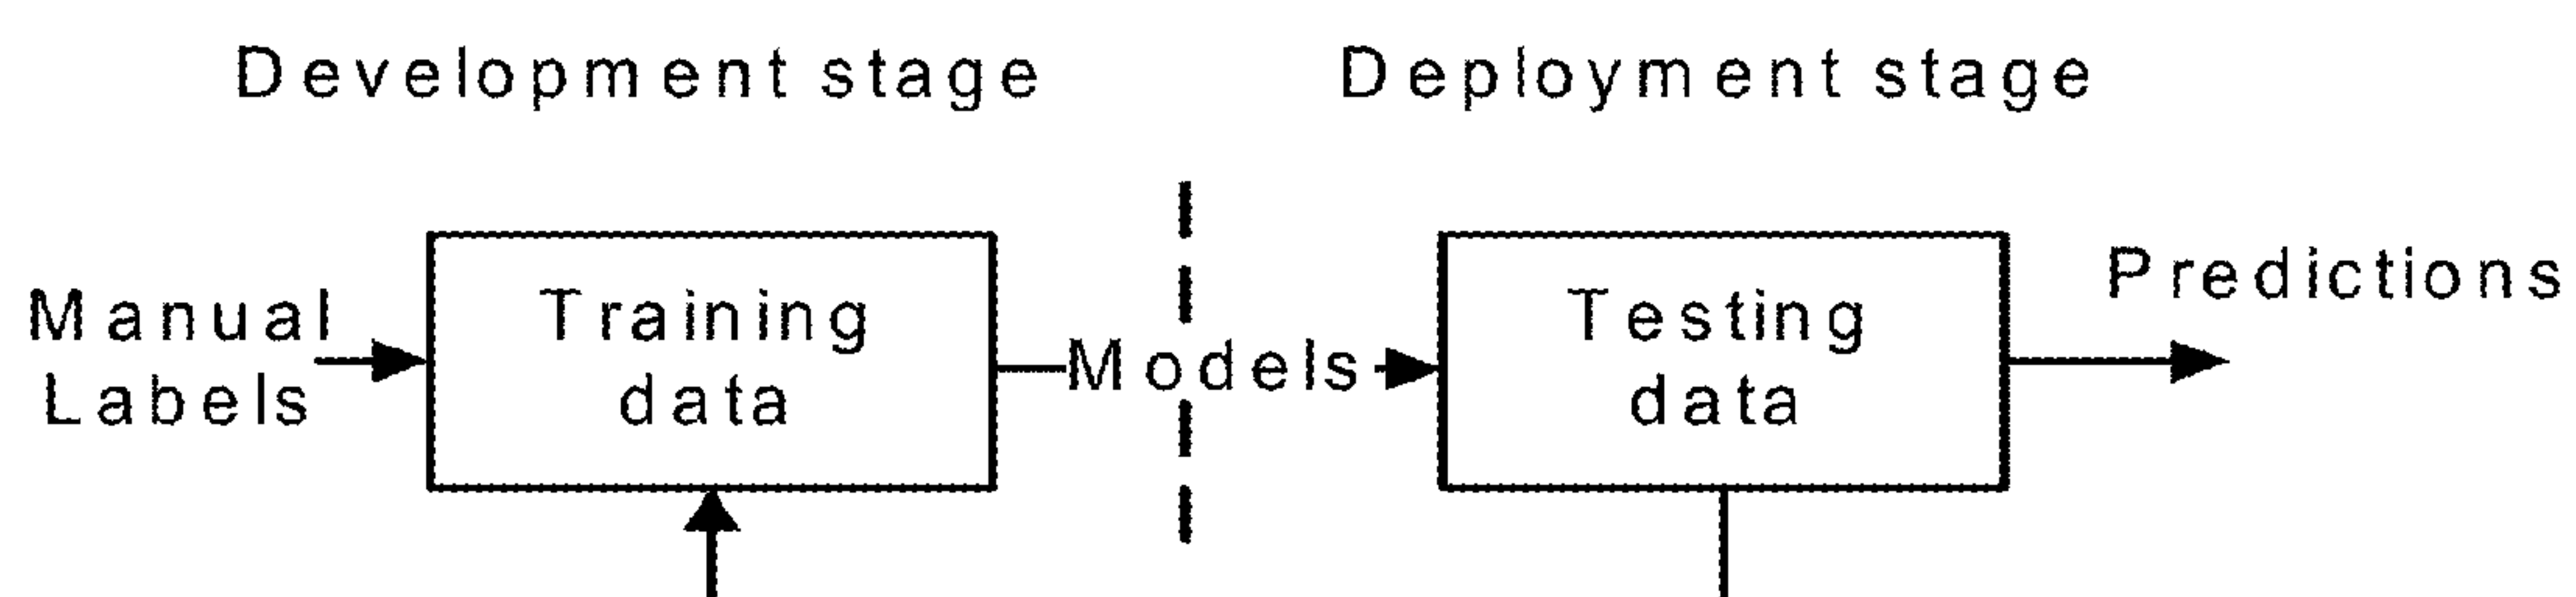 Development stage
Deployment stage
Manual
Labels
Training
data
Models
Testing
data
Predictions